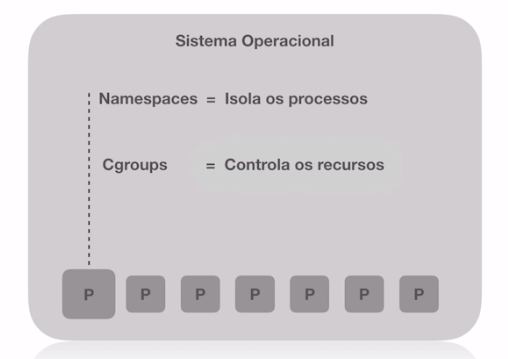 Sistema Operacional
Namespaces = Isola os processos
Cgroups = Controla os recursos
P P P P P P P